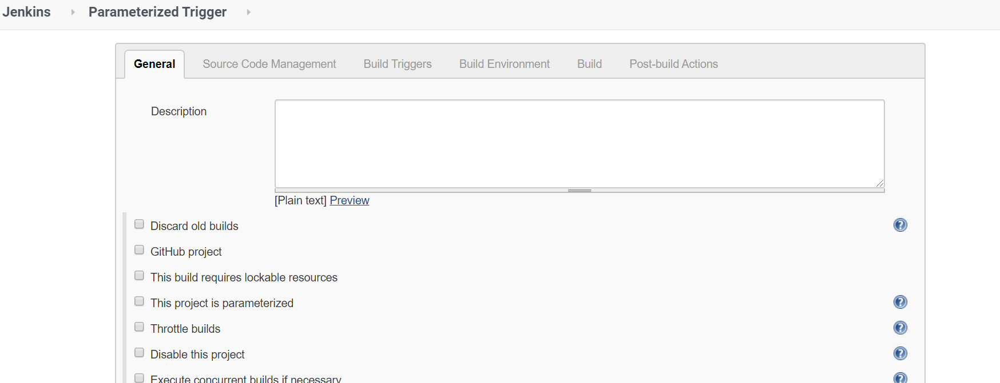 Jenkins Parameterized Trigger
General Source Code Management Build Triggers Build Environment Build Post-build Actions
Description
[Plain text] Preview
Discard old builds ?
GitHub project
This build requires lockable resources
This project is parameterized ?
Throttle builds ?
Disable this project ?
Execute concurrent builds if necessary ?